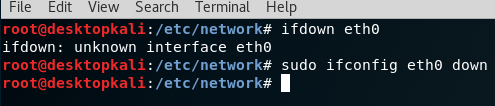 File Edit View Search Terminal Help
root@desktopkali:/etc/network# ifdown eth0
ifdown: unknown interface eth0
root@desktopkali:/etc/network# sudo ifconfig eth0 down
root@desktopkali:/etc/network#